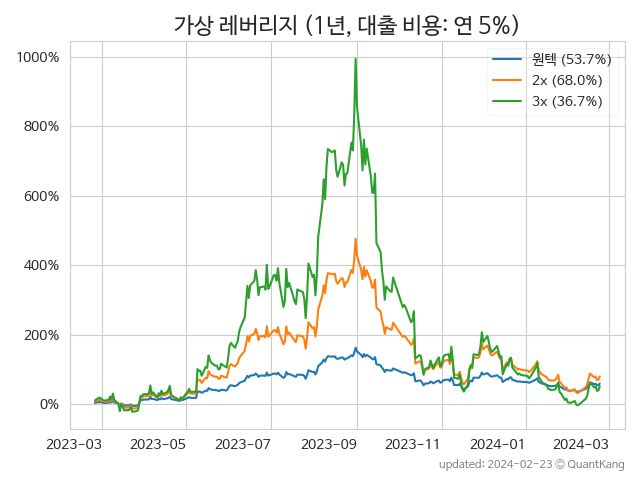 가상 레버리지 (1년, 대출 비용: 연 5%)
1000%
800%
600%
400%
200%
0%
원텍 (53.7%)
2x (68.0%)
3x (36.7%)
2023-03 2023-05 2023-07 2023-09 2023-11 2024-01 2024-03
updated: 2024-02-23 © QuantKang